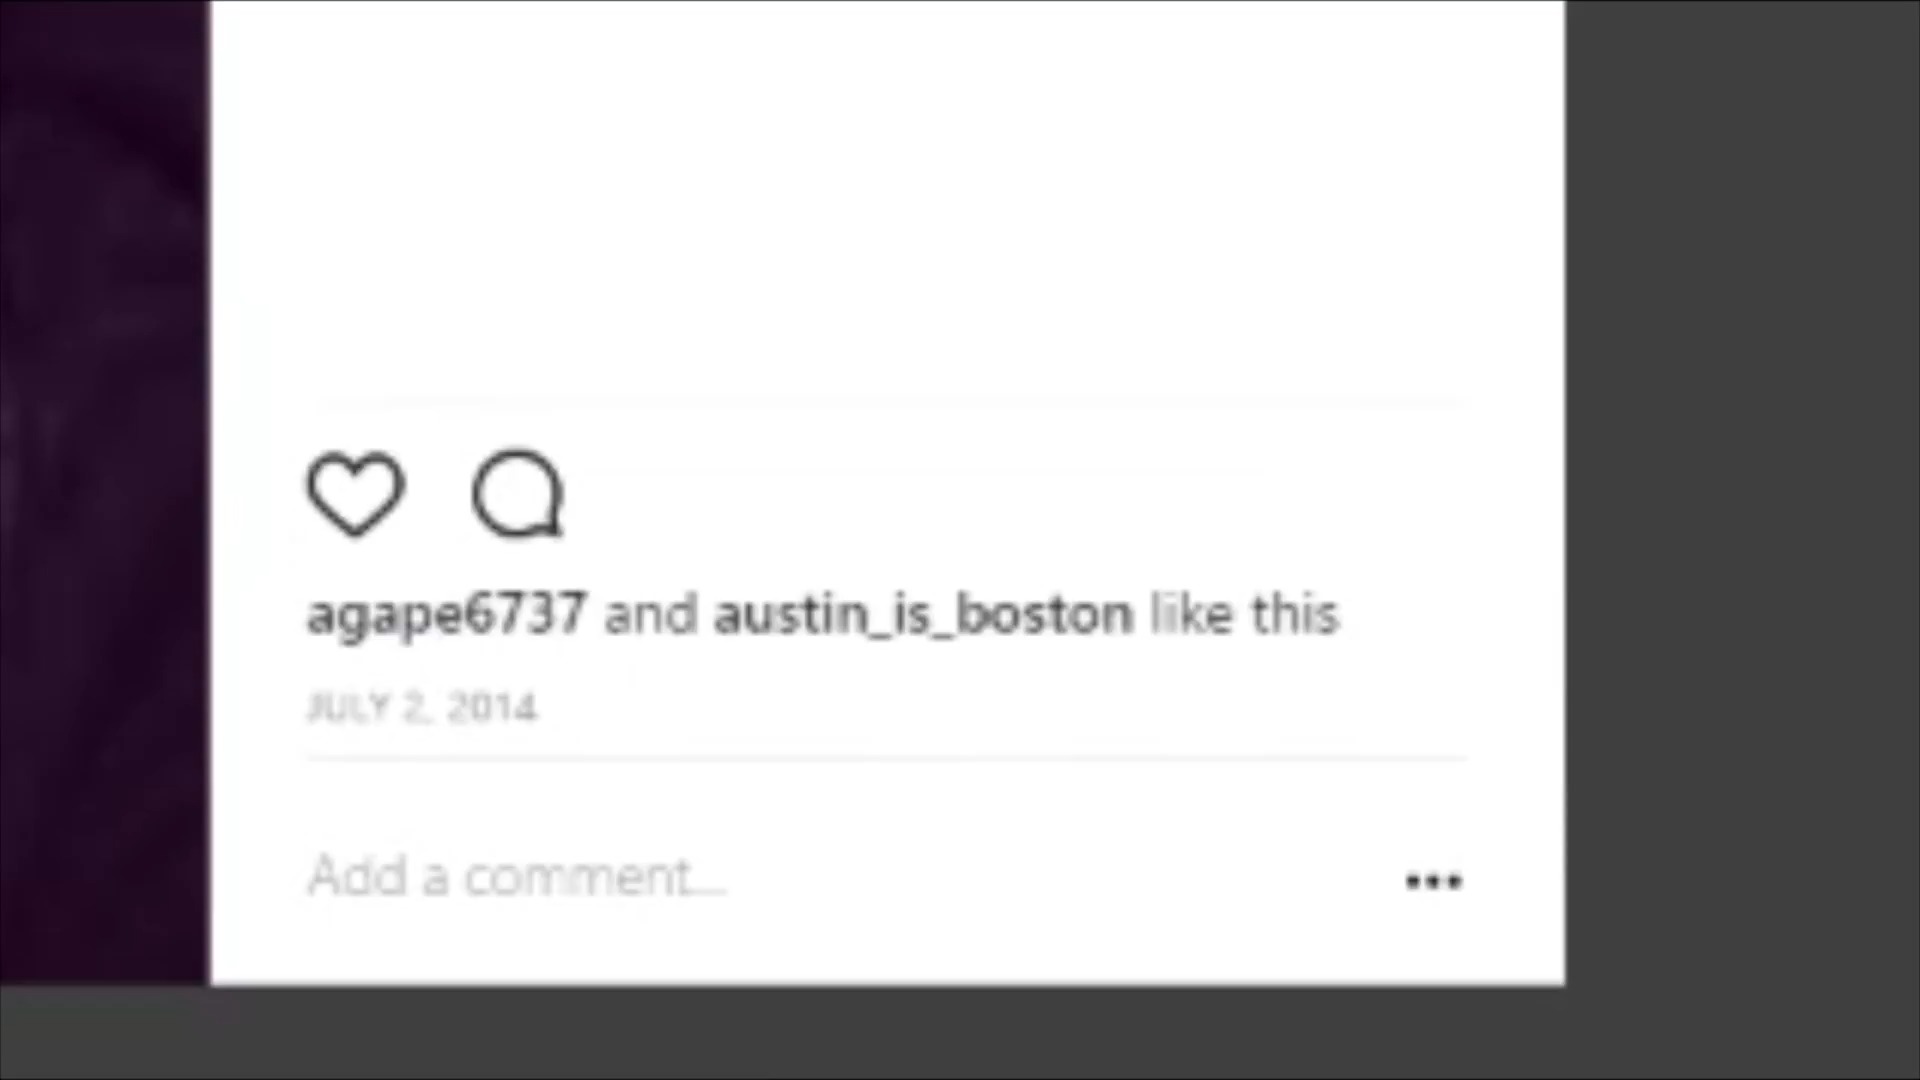 agape6737 and austin_is_boston like this
JULY 2, 2014
Add a comment...